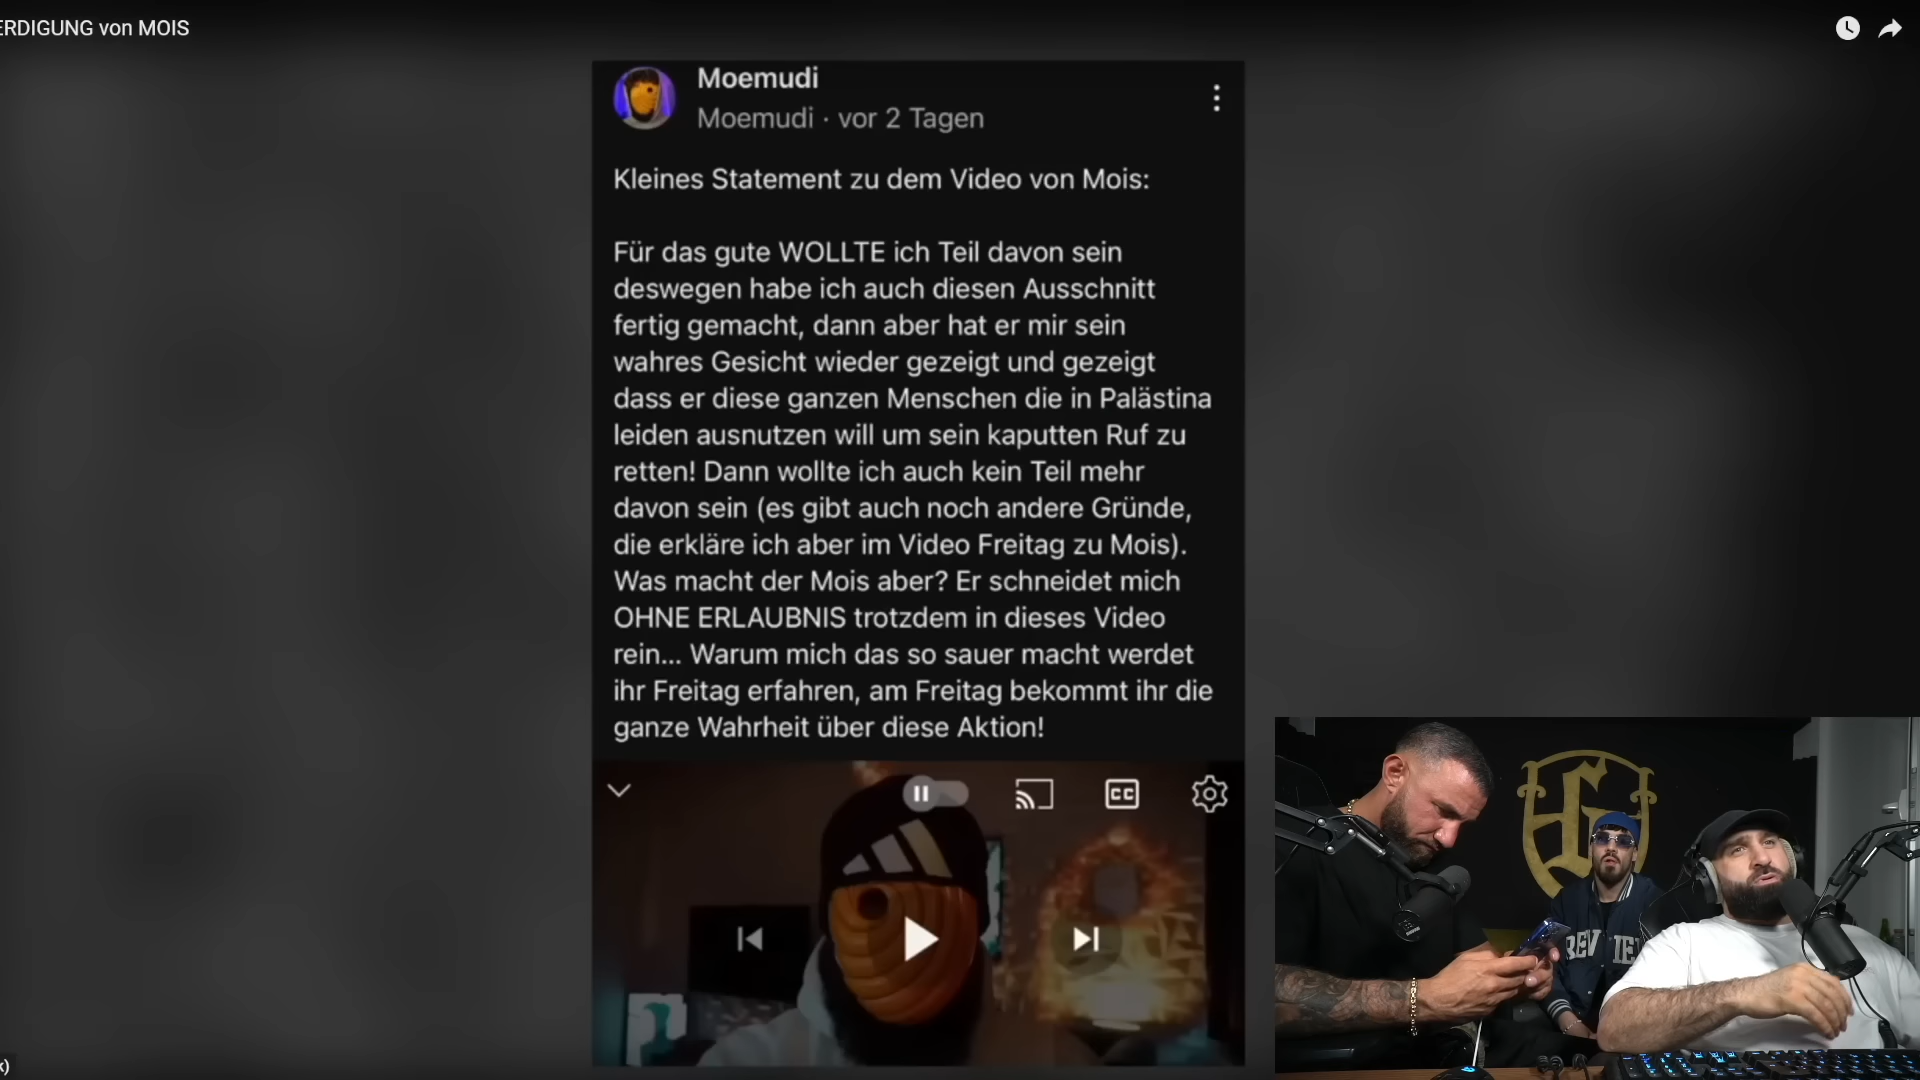 ERDIGUNG von MOIS
Moemudi
Moemudi · vor 2 Tagen
Kleines Statement zu dem Video von Mois:
Für das gute WOLLTE ich Teil davon sein
deswegen habe ich auch diesen Ausschnitt
fertig gemacht, dann aber hat er mir sein
wahres Gesicht wieder gezeigt und gezeigt
dass er diese ganzen Menschen die in Palästina
leiden ausnutzen will um sein kaputten Ruf zu
retten! Dann wollte ich auch kein Teil mehr
davon sein (es gibt auch noch andere Gründe,
die erkläre ich aber im Video Freitag zu Mois).
Was macht der Mois aber? Er schneidet mich
OHNE ERLAUBNIS trotzdem in dieses Video
rein... Warum mich das so sauer macht werdet
ihr Freitag erfahren, am Freitag bekommt ihr die
ganze Wahrheit über diese Aktion!
CC